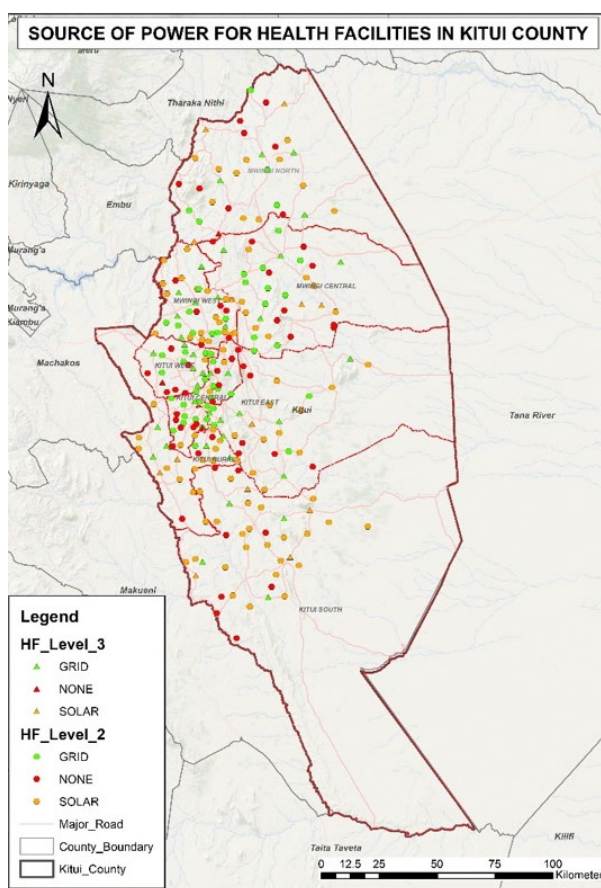 SOURCE OF POWER FOR HEALTH FACILITIES IN KITUI COUNTY
Meru
N
Tharaka Nithi
Nyeri
MWINGI NORTH
Kirinyaga
Embu
Murang'a
MWINGI CENTRAL
MWINGI WEST
Murang'a
Kiambu
Machakos
KITUI WEST
KITUI CENTRAL
KITUI EAST
Kitui
Tana River
KITUI RURAL
Makueni
KITUI SOUTH
Legend
HF_Level_3
GRID
NONE
SOLAR
HF_Level_2
GRID
NONE
SOLAR
Major_Road
County_Boundary
Kitui_County
Taita Taveta
Kilifi
0 12.5 25 50 75 100
Kilometer